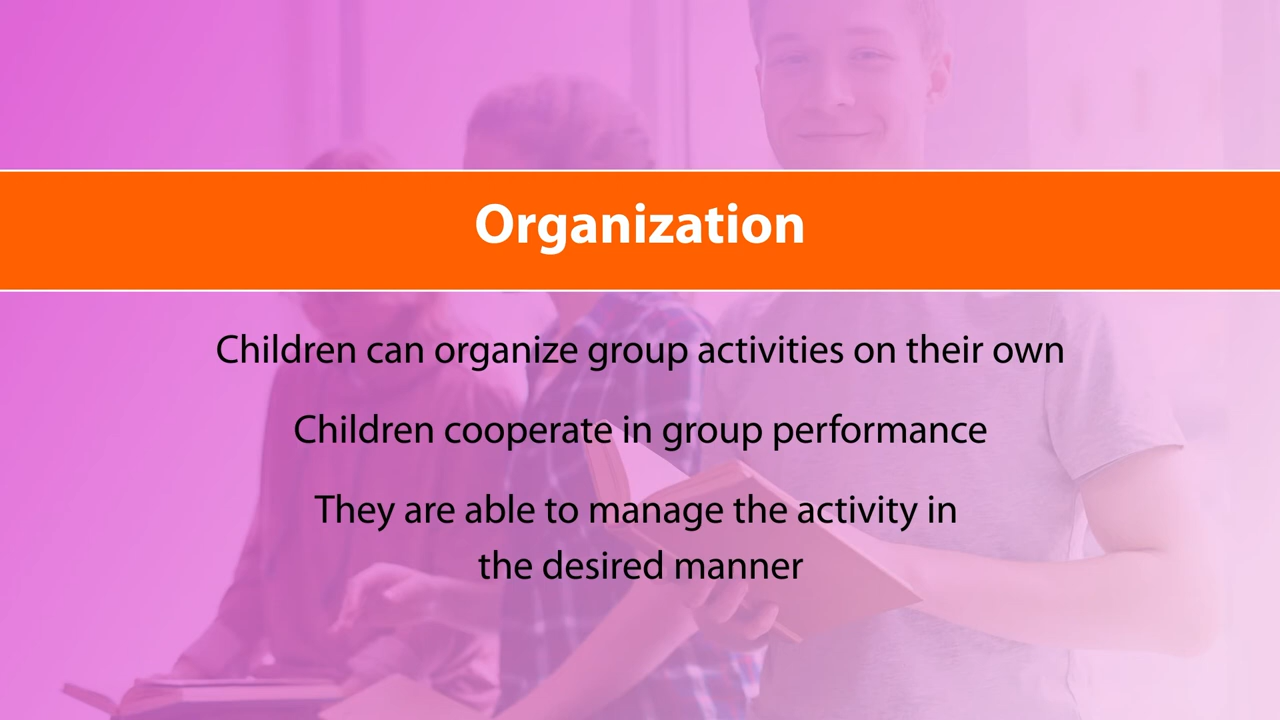 Organization
Children can organize group activities on their own
Children cooperate in group performance
They are able to manage the activity in
the desired manner